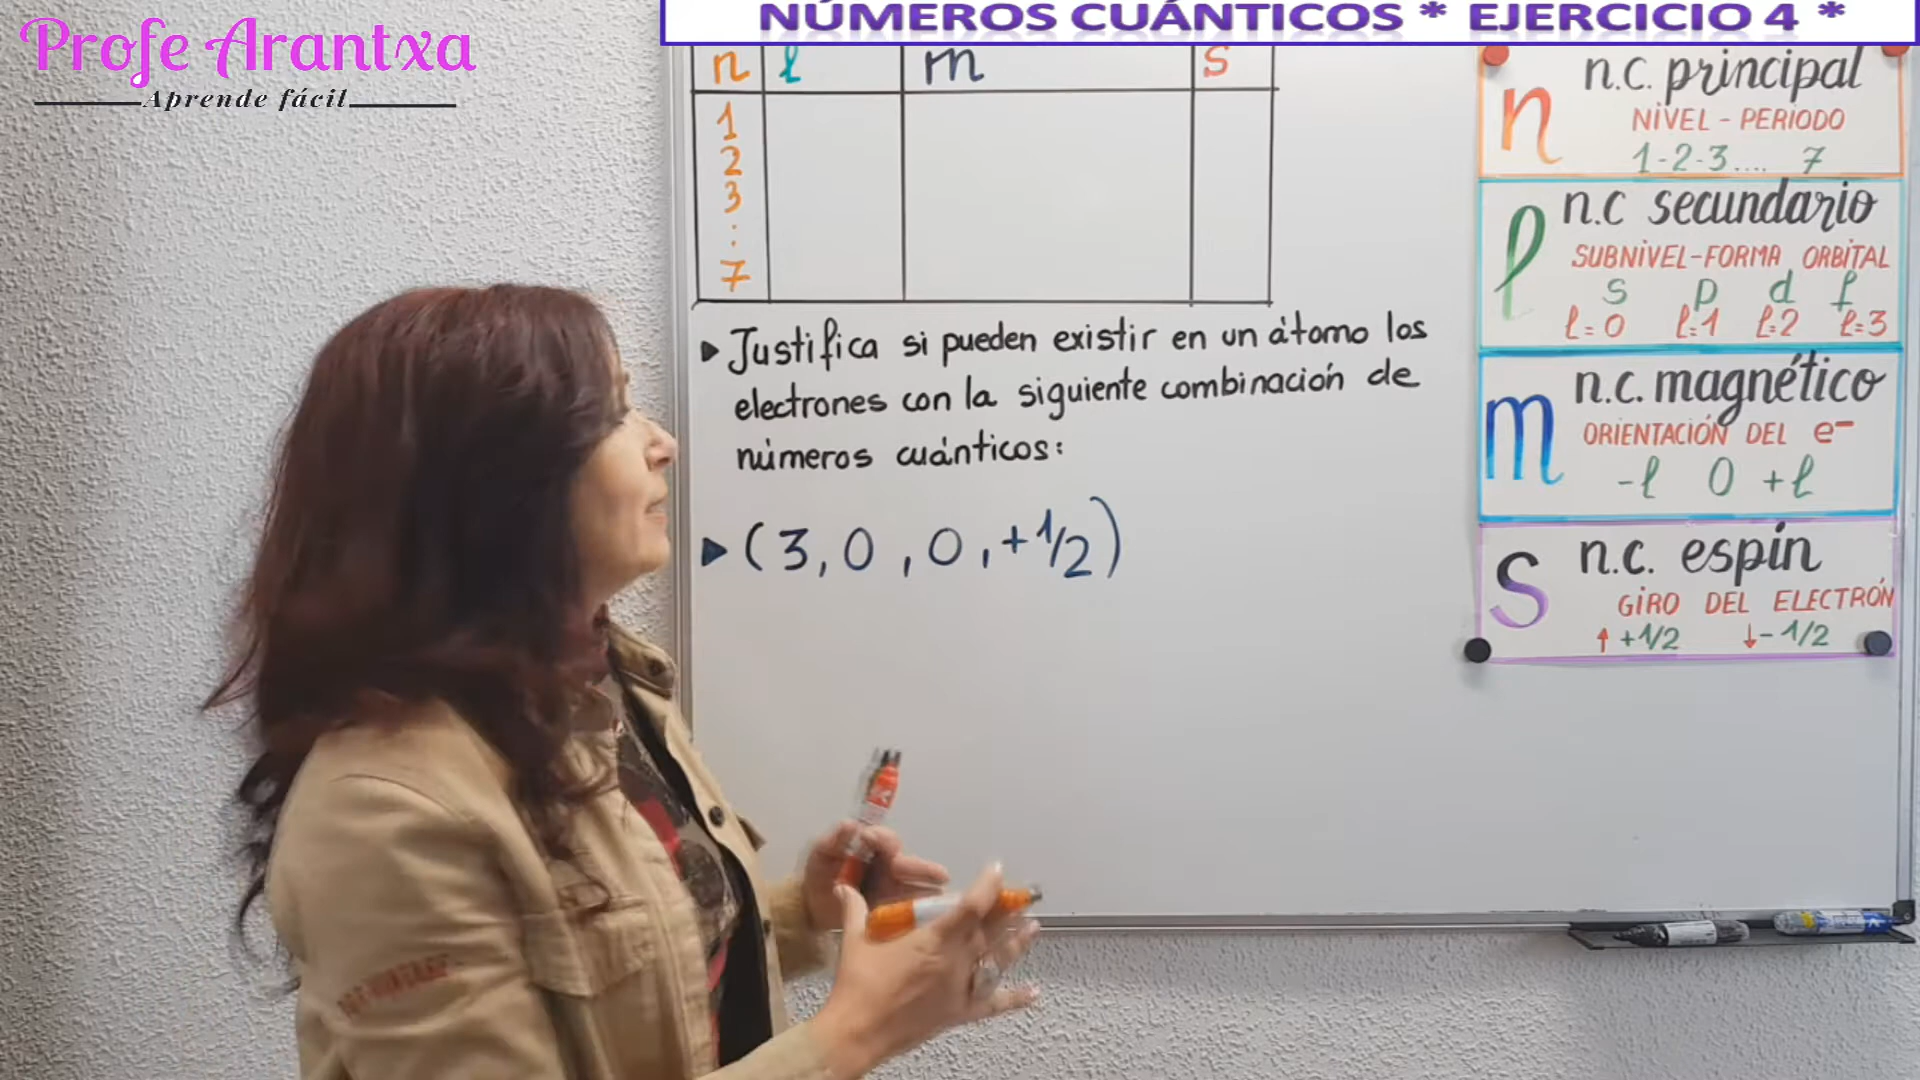 Profe Arantxa
Aprende fácil
NÚMEROS CUÁNTICOS * EJERCICIO 4 *
n l m s
1
2
3
.
.
7
▸ Justifica si pueden existir en un átomo los
electrones con la siguiente combinación de
números cuánticos:
▸ (3, 0, 0, +1/2)
n n.c. principal
NIVEL - PERIODO
1-2-3.... 7
l n.c secundario
SUBNIVEL-FORMA ORBITAL
s p d f
l=0 l=1 l=2 l=3
m n.c. magnético
ORIENTACIÓN DEL e⁻
-l 0 +l
S n.c. espín
GIRO DEL ELECTRÓN
↑+1/2 ↓-1/2